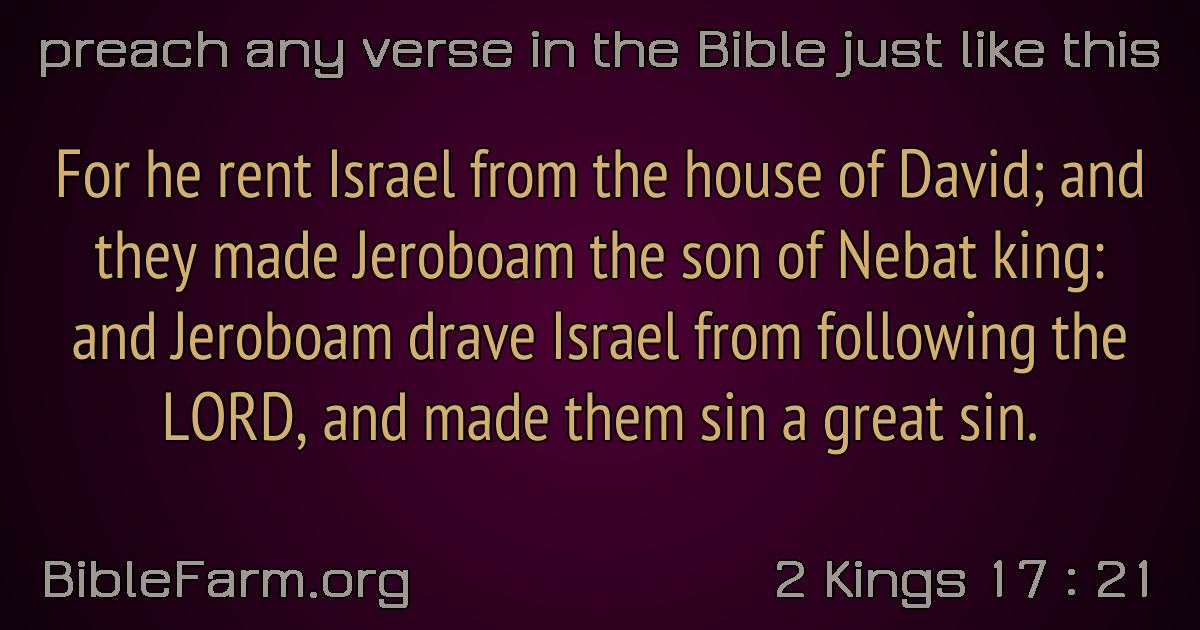 preach any verse in the Bible just like this
For he rent Israel from the house of David; and
they made Jeroboam the son of Nebat king:
and Jeroboam drave Israel from following the
LORD, and made them sin a great sin.
BibleFarm.org
2 Kings 17 : 21